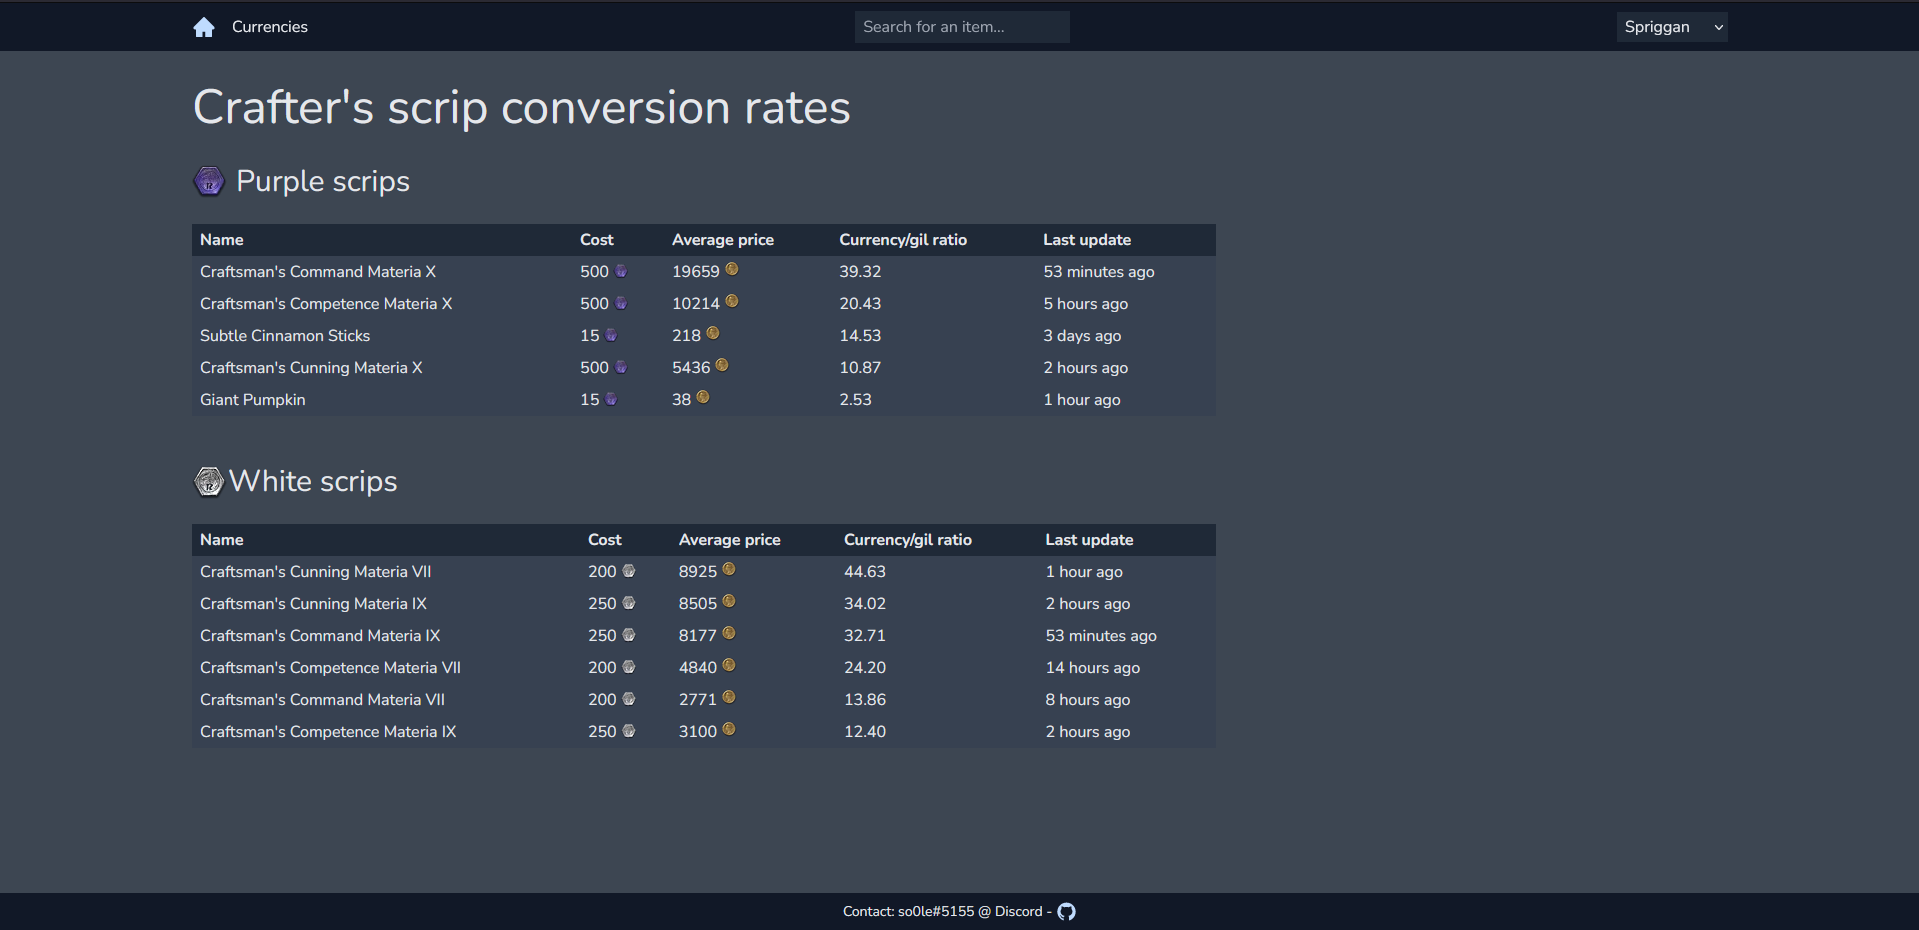 Currencies Search for an item... Spriggan
Crafter's scrip conversion rates
Purple scrips
Name Cost Average price Currency/gil ratio Last update
Craftsman's Command Materia X 500 19659 39.32 53 minutes ago
Craftsman's Competence Materia X 500 10214 20.43 5 hours ago
Subtle Cinnamon Sticks 15 218 14.53 3 days ago
Craftsman's Cunning Materia X 500 5436 10.87 2 hours ago
Giant Pumpkin 15 38 2.53 1 hour ago
White scrips
Name Cost Average price Currency/gil ratio Last update
Craftsman's Cunning Materia VII 200 8925 44.63 1 hour ago
Craftsman's Cunning Materia IX 250 8505 34.02 2 hours ago
Craftsman's Command Materia IX 250 8177 32.71 53 minutes ago
Craftsman's Competence Materia VII 200 4840 24.20 14 hours ago
Craftsman's Command Materia VII 200 2771 13.86 8 hours ago
Craftsman's Competence Materia IX 250 3100 12.40 2 hours ago
Contact: so0le#5155 @ Discord -